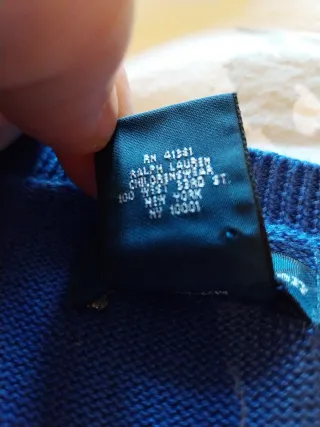 RN 41381
RALPH LAUREN
CHILDRENSWEAR
100 WEST 33RD ST.
NEW YORK
NY 10001